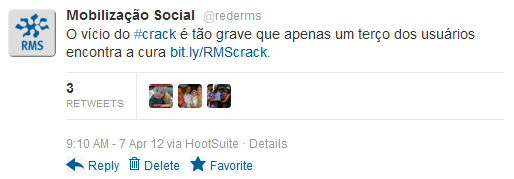 RMS
Mobilização Social @rederms
O vício do #crack é tão grave que apenas um terço dos usuários
encontra a cura bit.ly/RMScrack.
3
RETWEETS
9:10 AM - 7 Apr 12 via HootSuite · Details
Reply Delete Favorite